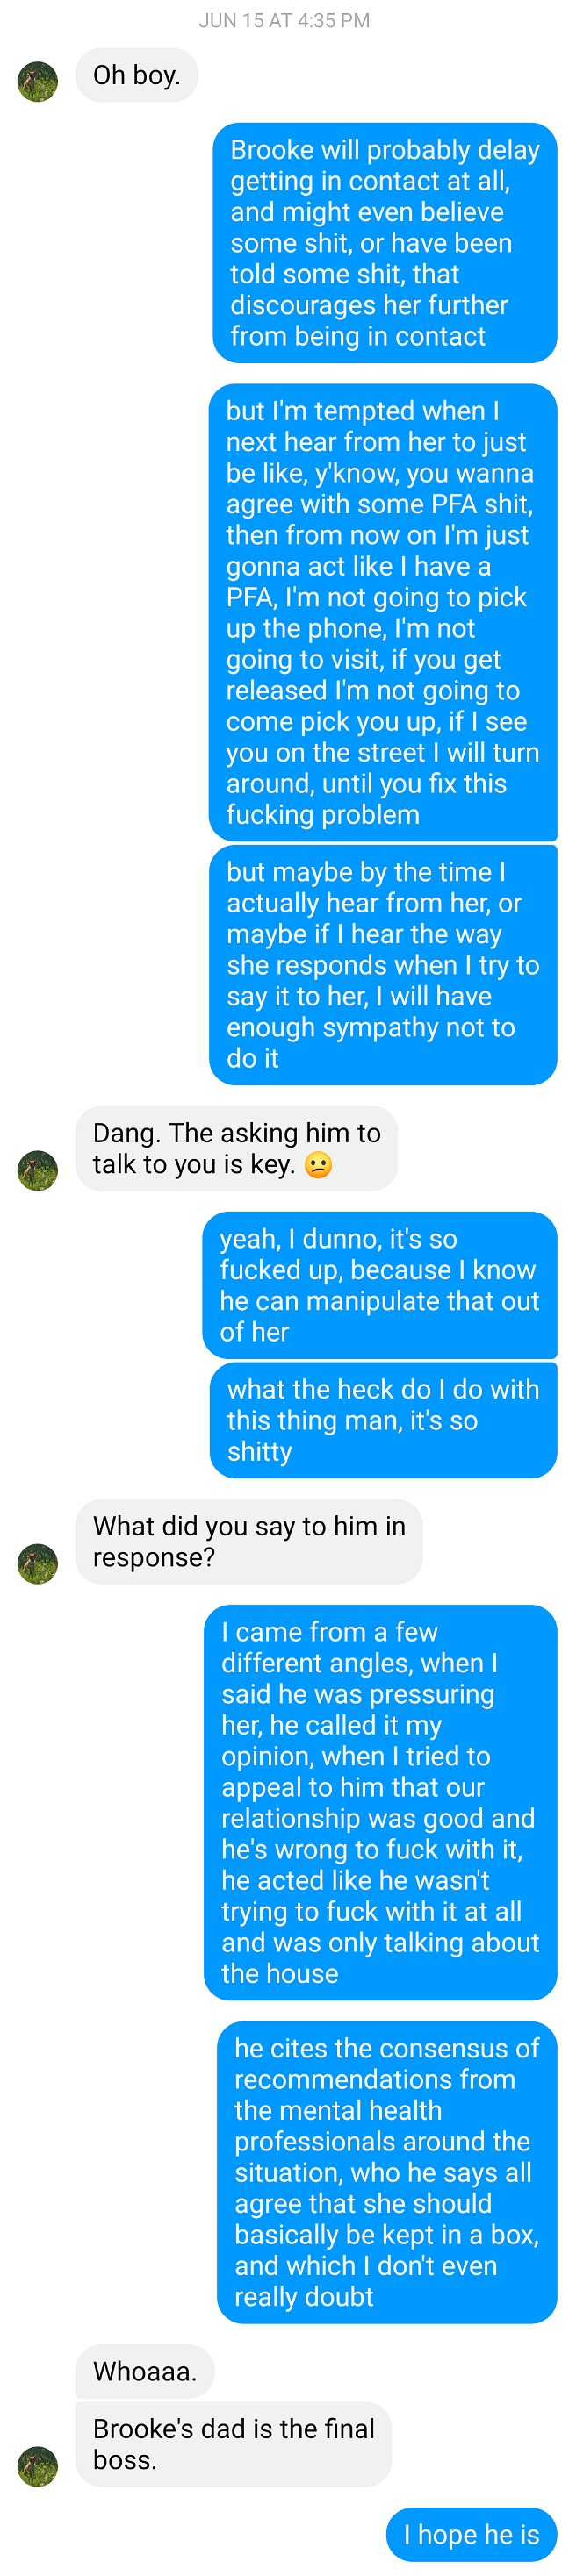 JUN 15 AT 4:35 PM
Oh boy.
Brooke will probably delay
getting in contact at all,
and might even believe
some shit, or have been
told some shit, that
discourages her further
from being in contact
but I'm tempted when I
next hear from her to just
be like, y'know, you wanna
agree with some PFA shit,
then from now on I'm just
gonna act like I have a
PFA, I'm not going to pick
up the phone, I'm not
going to visit, if you get
released I'm not going to
come pick you up, if I see
you on the street I will turn
around, until you fix this
fucking problem
but maybe by the time I
actually hear from her, or
maybe if I hear the way
she responds when I try to
say it to her, I will have
enough sympathy not to
do it
Dang. The asking him to
talk to you is key. 😕
yeah, I dunno, it's so
fucked up, because I know
he can manipulate that out
of her
what the heck do I do with
this thing man, it's so
shitty
What did you say to him in
response?
I came from a few
different angles, when I
said he was pressuring
her, he called it my
opinion, when I tried to
appeal to him that our
relationship was good and
he's wrong to fuck with it,
he acted like he wasn't
trying to fuck with it at all
and was only talking about
the house
he cites the consensus of
recommendations from
the mental health
professionals around the
situation, who he says all
agree that she should
basically be kept in a box,
and which I don't even
really doubt
Whoaaa.
Brooke's dad is the final
boss.
I hope he is